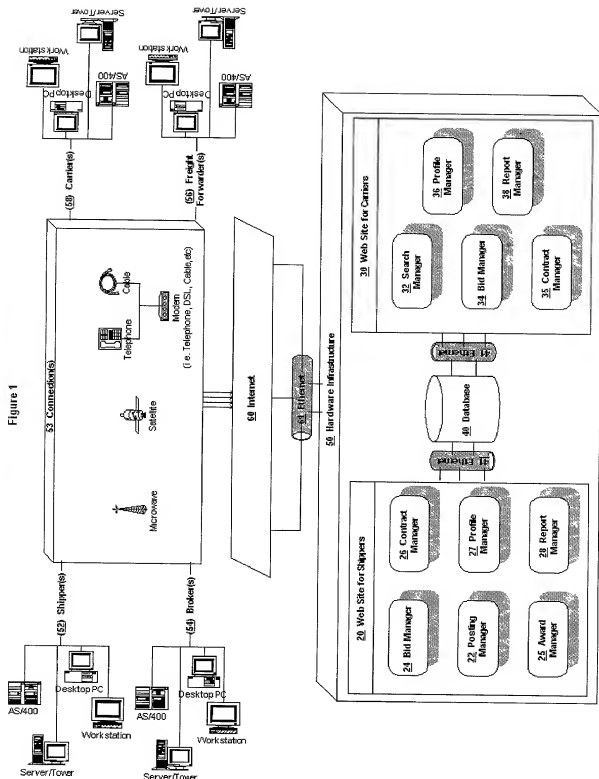 Figure 1
AS/400
Desktop PC
Server/Tower
Workstation
(52) Shipper(s)
AS/400
Desktop PC
Server/Tower
Workstation
(54) Broker(s)
53 Connection(s)
Microwave
Satellite
Telephone
Cable
Modem
(i.e. Telephone, DSL, Cable, etc)
(58) Carrier(s)
Desktop PC
Workstation
AS/400
Server/Tower
(56) Freight
Forwarder(s)
Desktop PC
Workstation
AS/400
Server/Tower
60 Internet
61 Ethernet
50 Hardware Infrastructure
20 Web Site for Shippers
24 Bid Manager
26 Contract
Manager
22 Posting
Manager
27 Profile
Manager
25 Award
Manager
28 Report
Manager
41 Ethernet
40 Database
41 Ethernet
30 Web Site for Carriers
32 Search
Manager
36 Profile
Manager
34 Bid Manager
38 Report
Manager
35 Contract
Manager